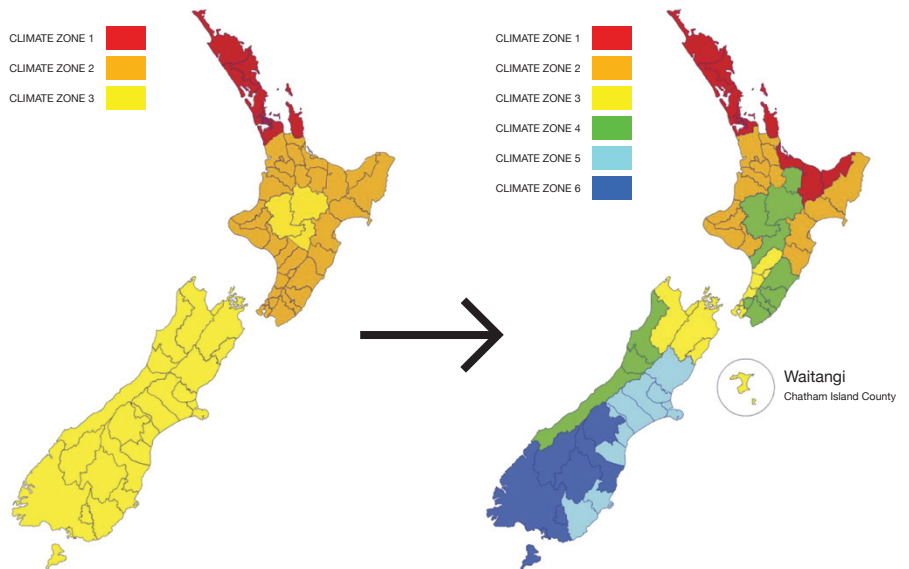 CLIMATE ZONE 1
CLIMATE ZONE 2
CLIMATE ZONE 3
CLIMATE ZONE 1
CLIMATE ZONE 2
CLIMATE ZONE 3
CLIMATE ZONE 4
CLIMATE ZONE 5
CLIMATE ZONE 6
Waitangi
Chatham Island County